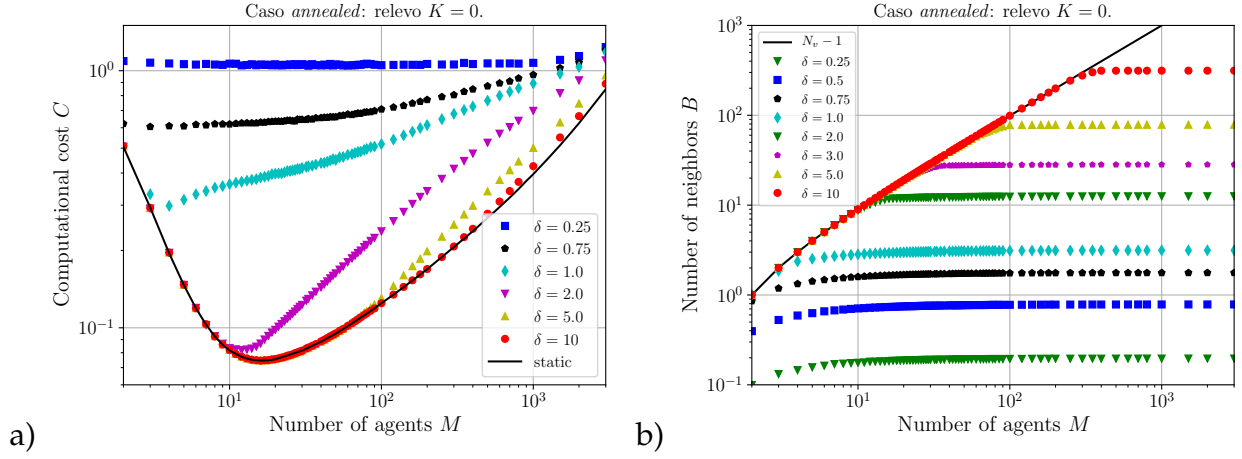 Caso annealed: relevo K = 0.
Computational cost C
10^0
10^{-1}
δ = 0.25
δ = 0.75
δ = 1.0
δ = 2.0
δ = 5.0
δ = 10
static
10^1
10^2
10^3
Number of agents M
a)
Caso annealed: relevo K = 0.
Number of neighbors B
10^3
10^2
10^1
10^0
10^{-1}
N_v − 1
δ = 0.25
δ = 0.5
δ = 0.75
δ = 1.0
δ = 2.0
δ = 3.0
δ = 5.0
δ = 10
10^1
10^2
10^3
Number of agents M
b)